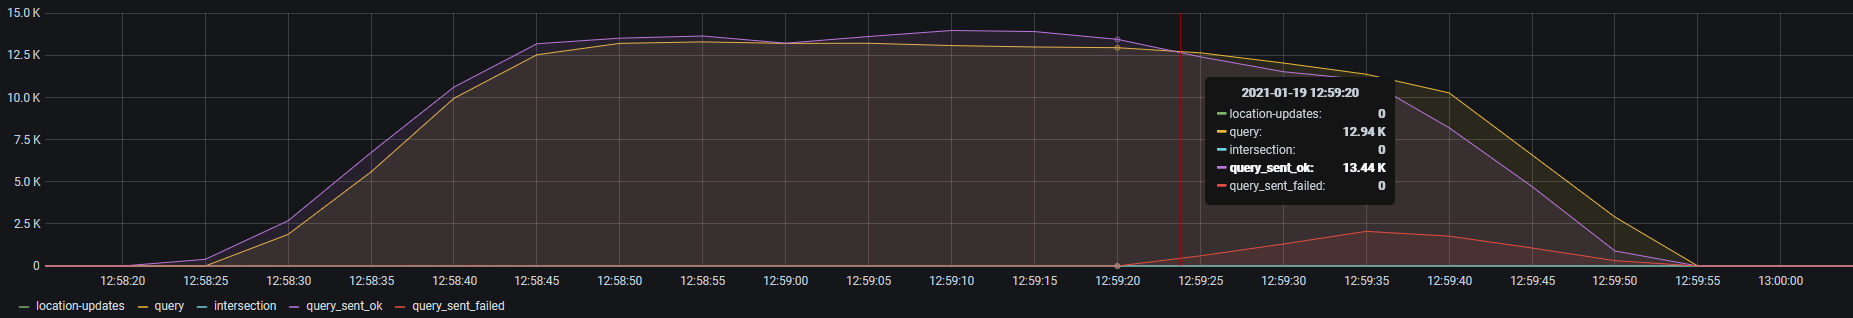 15.0 K
12.5 K
10.0 K
7.5 K
5.0 K
2.5 K
0
2021-01-19 12:59:20
location-updates: 0
query: 12.94 K
intersection: 0
query_sent_ok: 13.44 K
query_sent_failed: 0
12:58:20 12:58:25 12:58:30 12:58:35 12:58:40 12:58:45 12:58:50 12:58:55 12:59:00 12:59:05 12:59:10 12:59:15 12:59:20 12:59:25 12:59:30 12:59:35 12:59:40 12:59:45 12:59:50 12:59:55 13:00:00
location-updates query intersection query_sent_ok query_sent_failed